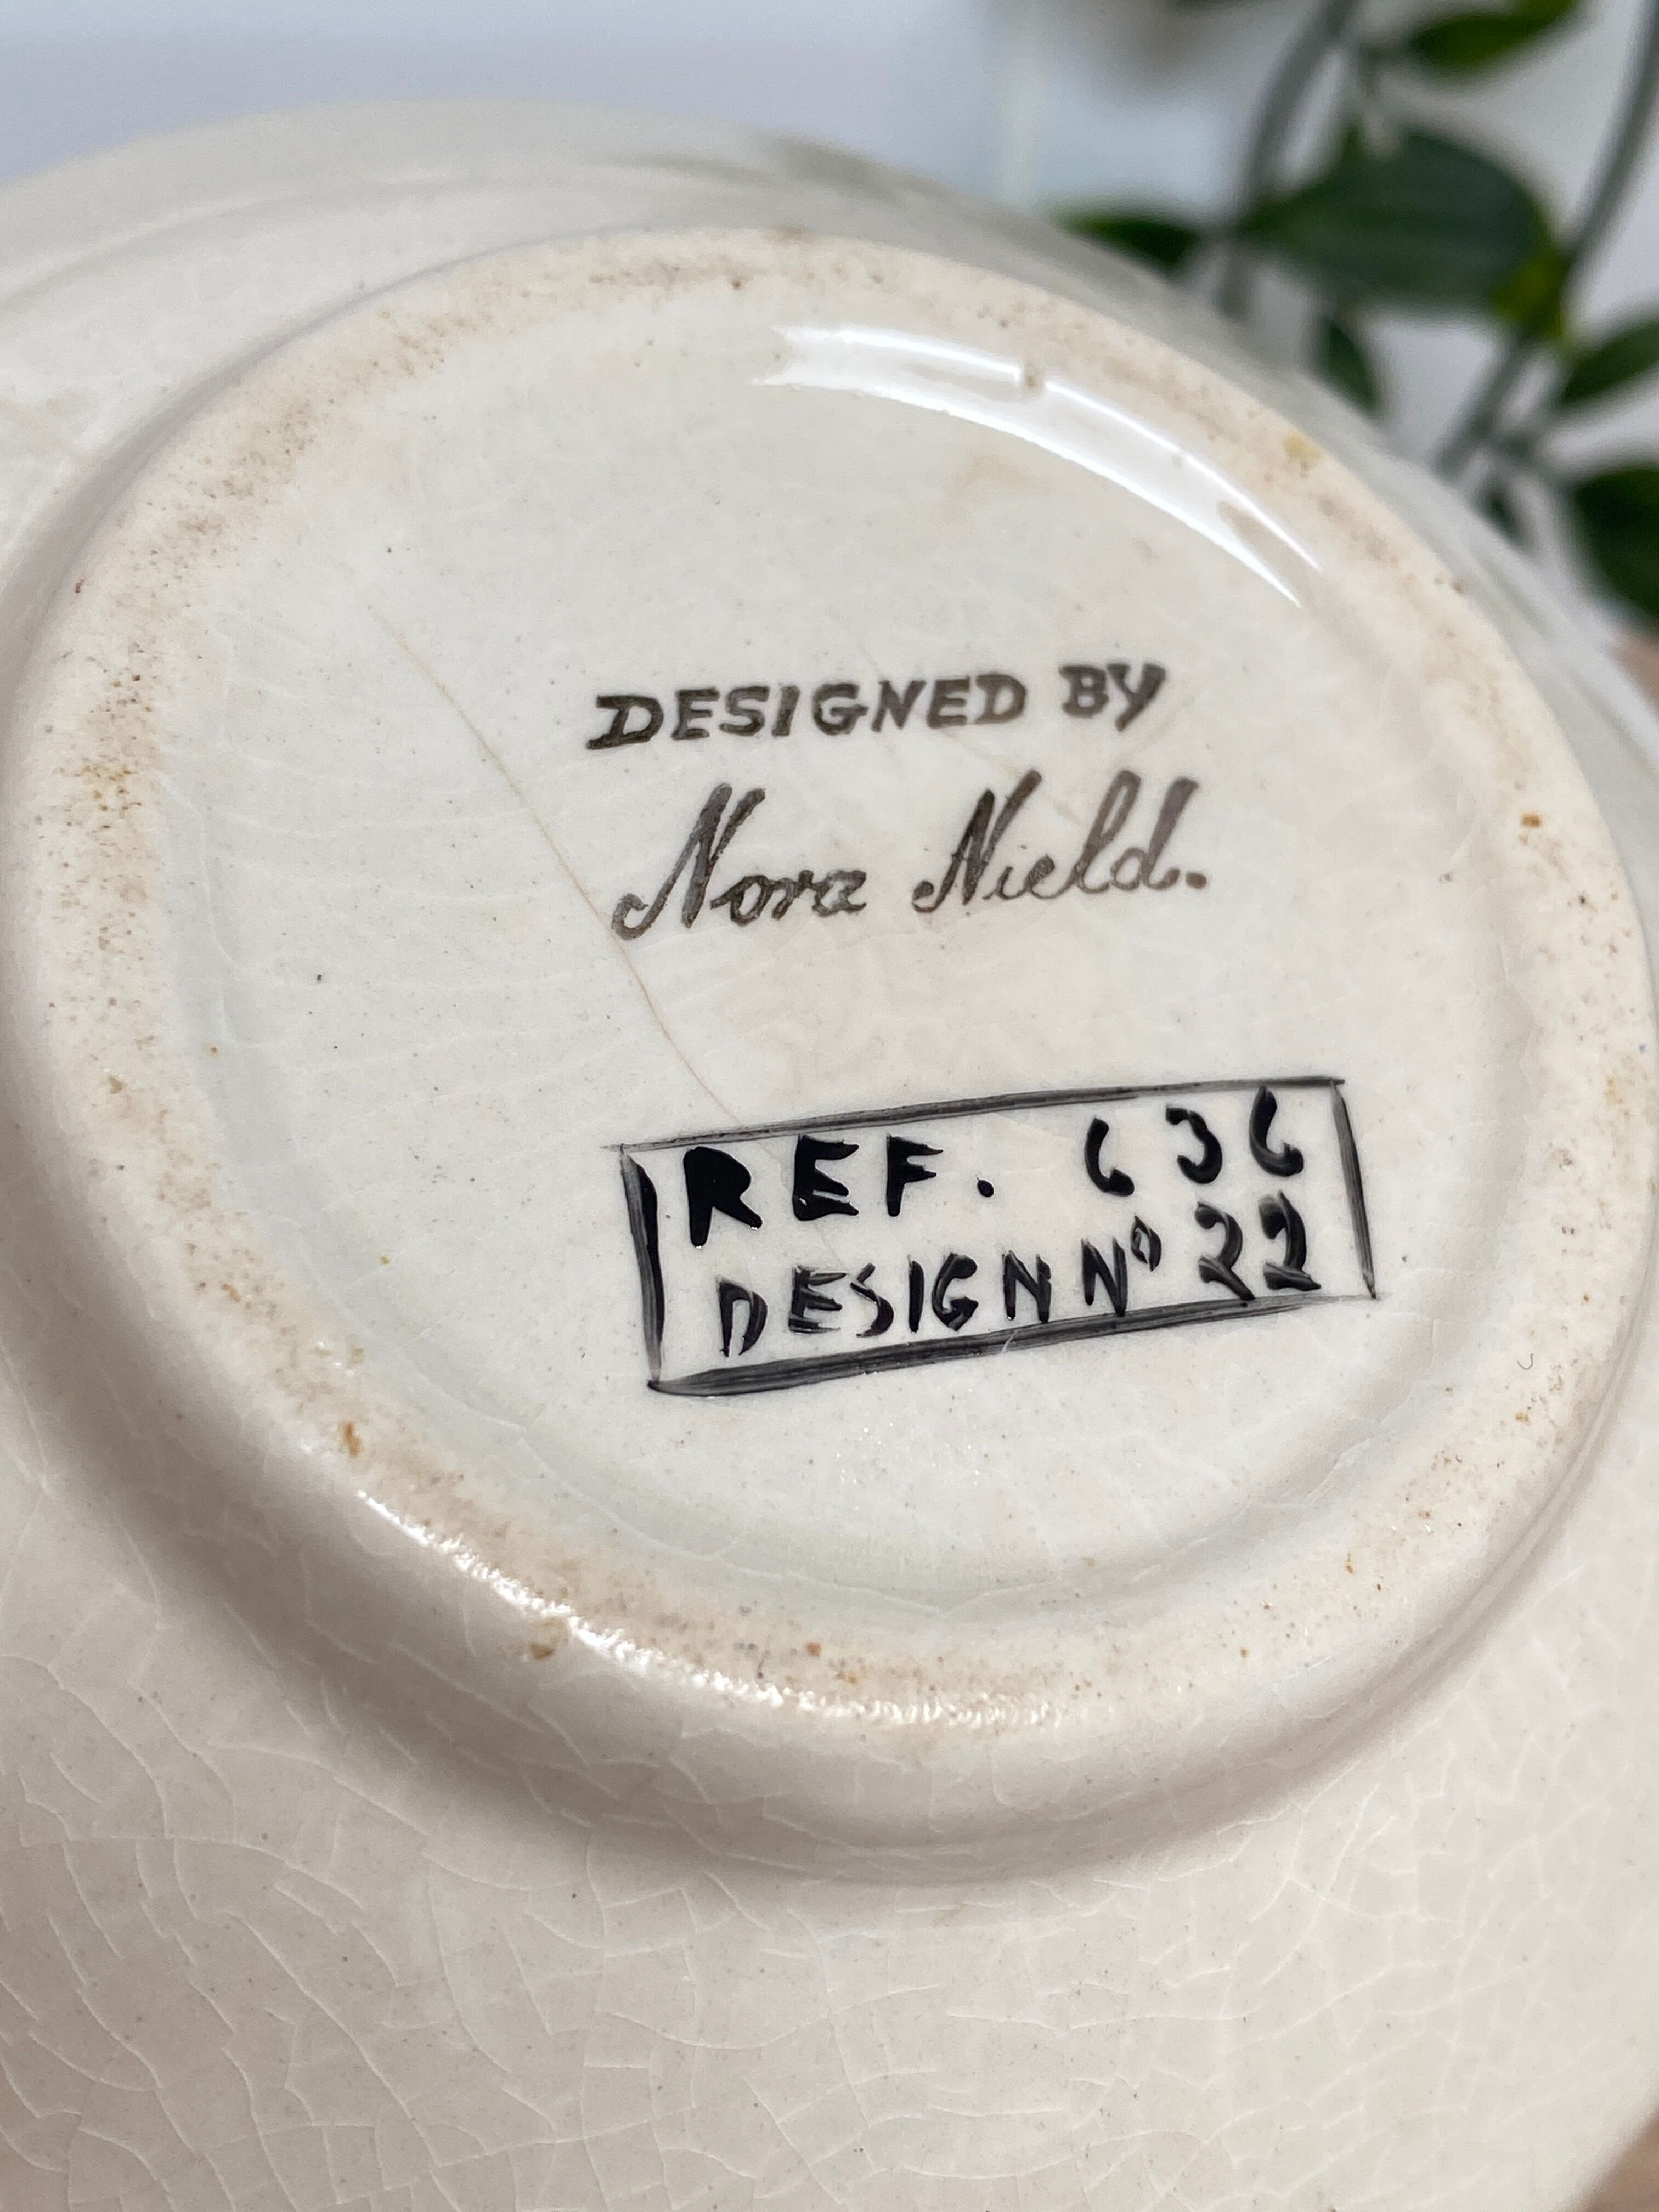 DESIGNED BY
Nora Nield.
REF. 636
DESIGN Nº 22